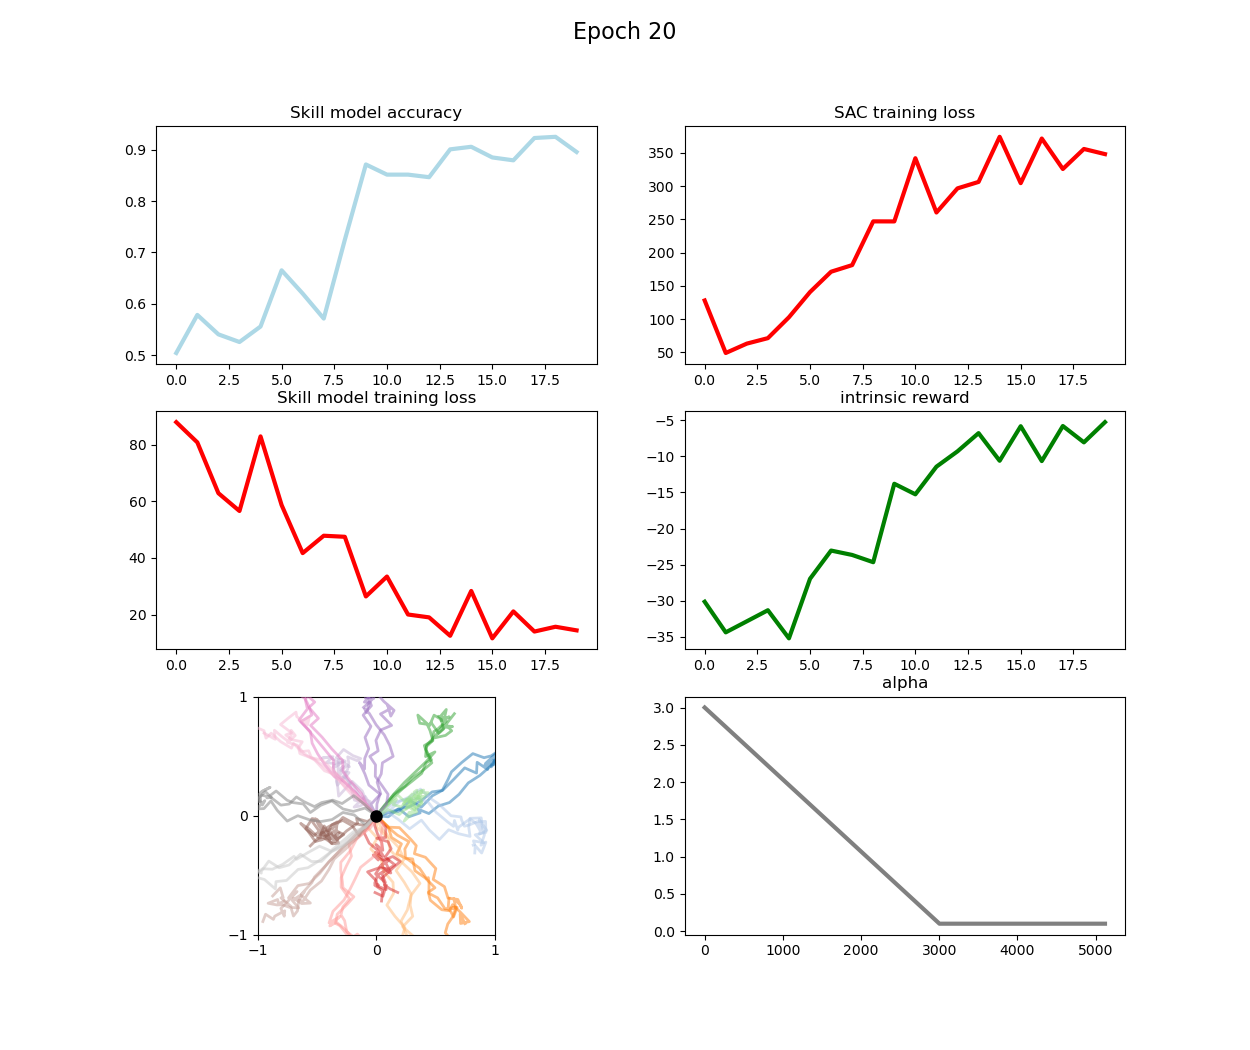 Epoch 20
Skill model accuracy
0.9
0.8
0.7
0.6
0.5
0.0 2.5 5.0 7.5 10.0 12.5 15.0 17.5
SAC training loss
350
300
250
200
150
100
50
0.0 2.5 5.0 7.5 10.0 12.5 15.0 17.5
Skill model training loss
80
60
40
20
0.0 2.5 5.0 7.5 10.0 12.5 15.0 17.5
intrinsic reward
−5
−10
−15
−20
−25
−30
−35
0.0 2.5 5.0 7.5 10.0 12.5 15.0 17.5
1
0
−1
−1 0 1
alpha
3.0
2.5
2.0
1.5
1.0
0.5
0.0
0 1000 2000 3000 4000 5000